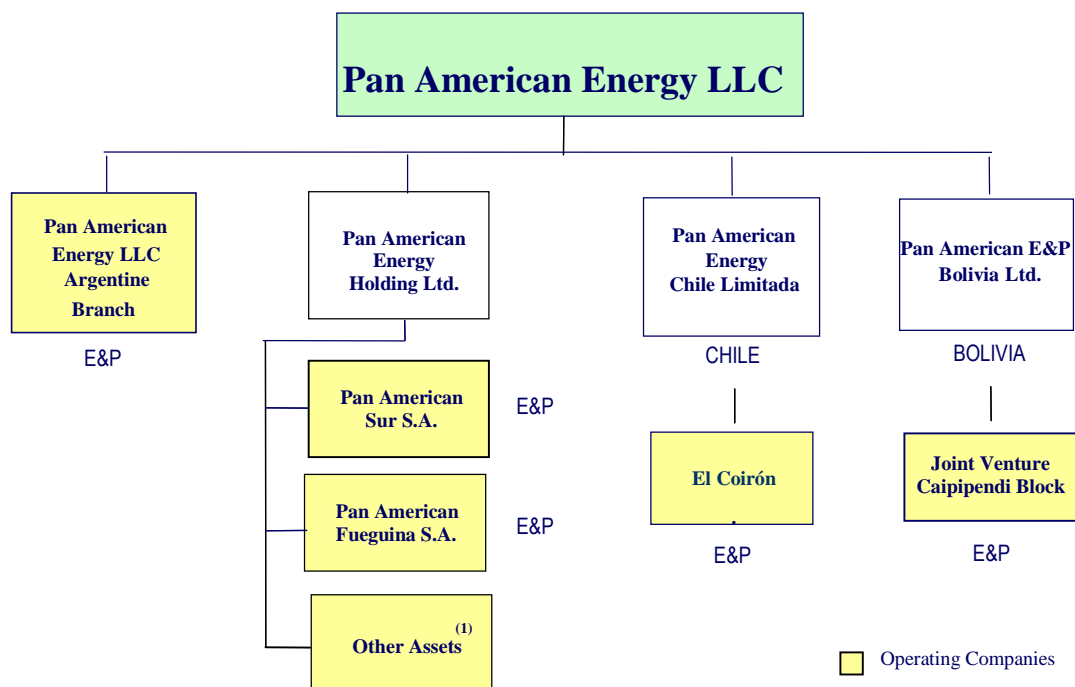 Pan American Energy LLC
Pan American
Energy LLC
Argentine
Branch
E&P
Pan American
Energy
Holding Ltd.
Pan American
Sur S.A.
E&P
Pan American
Fueguina S.A.
E&P
Other Assets (1)
Pan American
Energy
Chile Limitada
CHILE
El Coirón
.
E&P
Pan American E&P
Bolivia Ltd.
BOLIVIA
Joint Venture
Caipipendi Block
E&P
Operating Companies